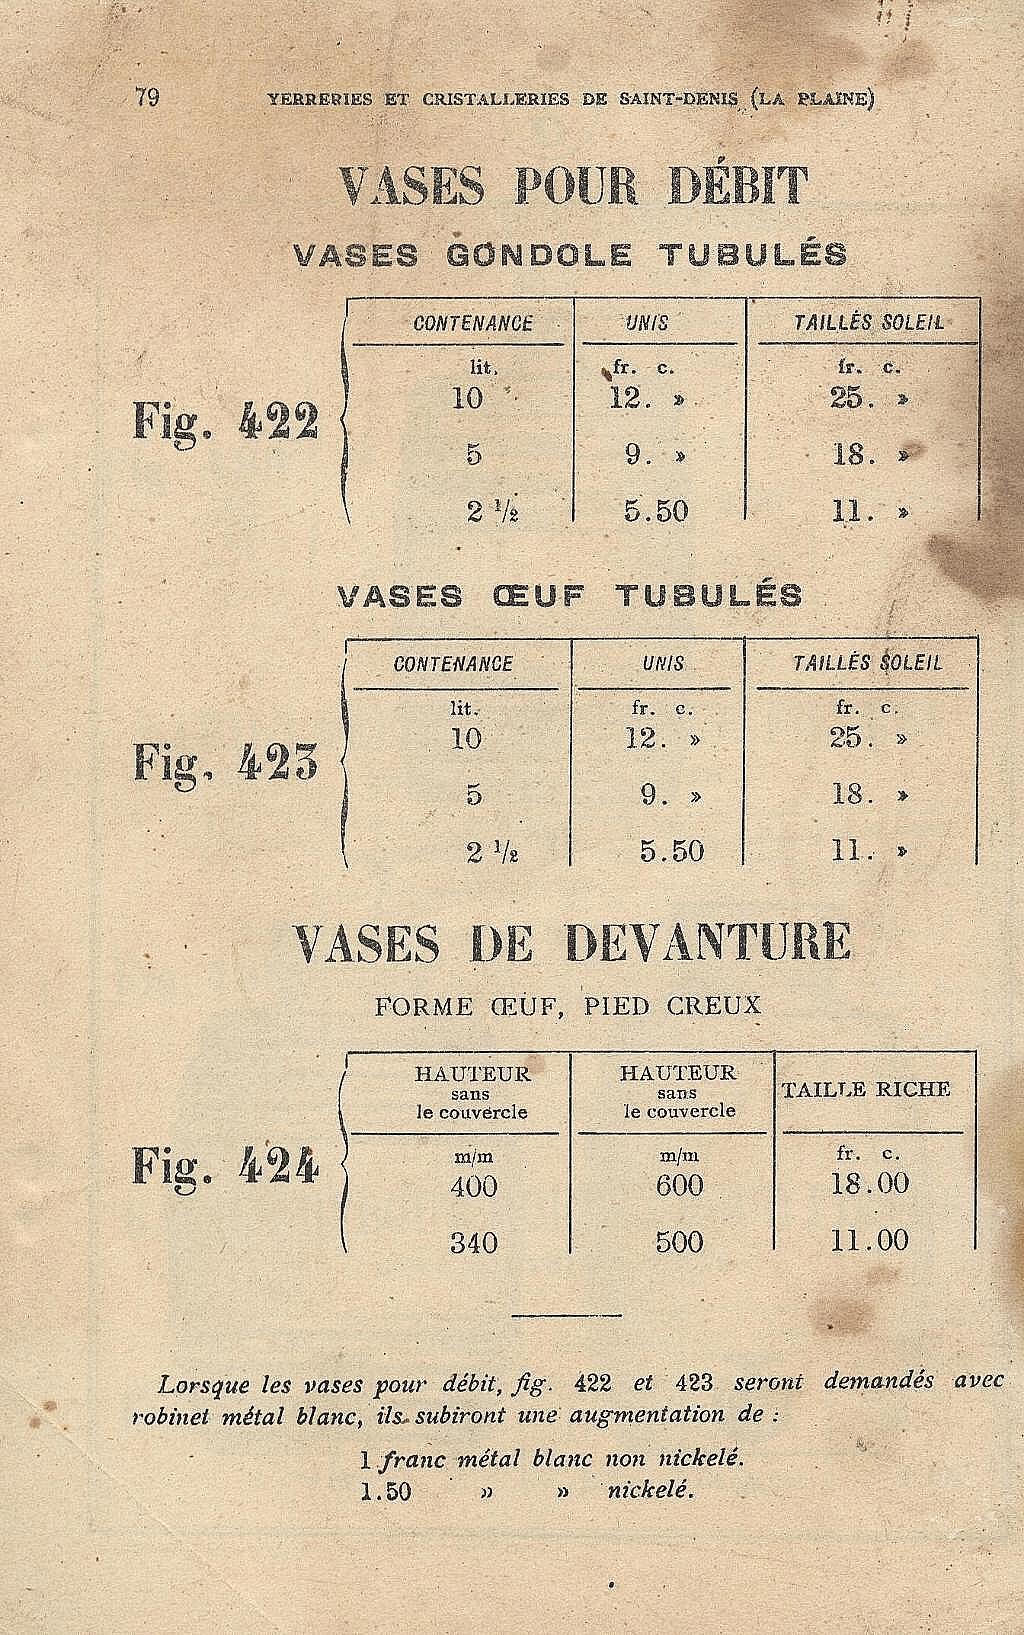 79 VERRERIES ET CRISTALLERIES DE SAINT-DENIS (LA PLAINE)
VASES POUR DÉBIT
VASES GONDOLE TUBULÉS
CONTENANCE UNIS TAILLÉS SOLEIL
lit. fr. c. fr. c.
10 12. » 25. »
Fig. 422
5 9. » 18. »
2 1/2 5.50 11. »
VASES ŒUF TUBULÉS
CONTENANCE UNIS TAILLÉS SOLEIL
lit. fr. c. fr. c.
10 12. » 25. »
Fig. 423
5 9. » 18. »
2 1/2 5.50 11. »
VASES DE DEVANTURE
FORME ŒUF, PIED CREUX
HAUTEUR HAUTEUR TAILLE RICHE
sans sans
le couvercle le couvercle
m/m m/m fr. c.
Fig. 424
400 600 18.00
340 500 11.00
Lorsque les vases pour débit, fig. 422 et 423 seront demandés avec
robinet métal blanc, ils subiront une augmentation de :
1 franc métal blanc non nickelé.
1.50 » » nickelé.